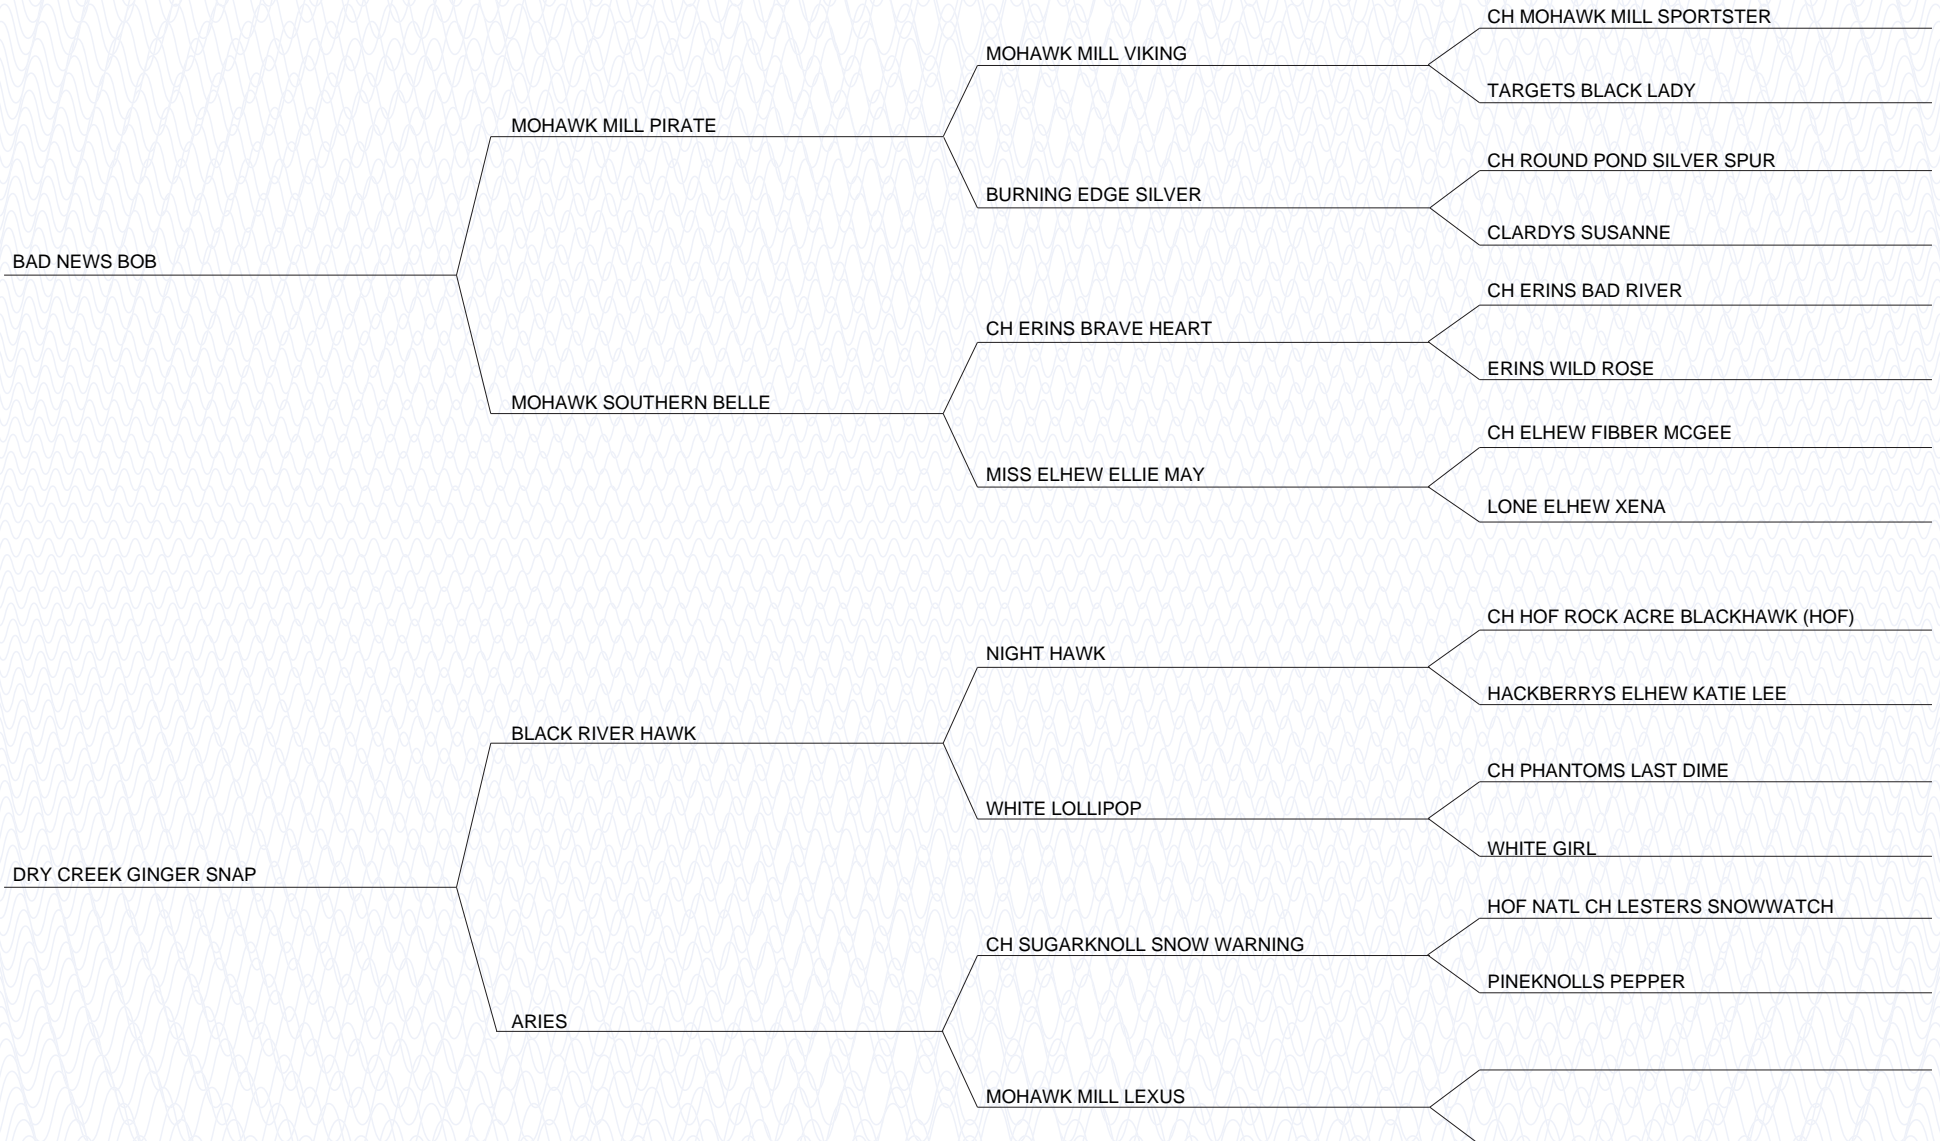 CH MOHAWK MILL SPORTSTER
MOHAWK MILL VIKING
TARGETS BLACK LADY
MOHAWK MILL PIRATE
CH ROUND POND SILVER SPUR
BURNING EDGE SILVER
CLARDYS SUSANNE
BAD NEWS BOB
CH ERINS BAD RIVER
CH ERINS BRAVE HEART
ERINS WILD ROSE
MOHAWK SOUTHERN BELLE
CH ELHEW FIBBER MCGEE
MISS ELHEW ELLIE MAY
LONE ELHEW XENA
CH HOF ROCK ACRE BLACKHAWK (HOF)
NIGHT HAWK
HACKBERRYS ELHEW KATIE LEE
BLACK RIVER HAWK
CH PHANTOMS LAST DIME
WHITE LOLLIPOP
WHITE GIRL
DRY CREEK GINGER SNAP
HOF NATL CH LESTERS SNOWWATCH
CH SUGARKNOLL SNOW WARNING
PINEKNOLLS PEPPER
ARIES
MOHAWK MILL LEXUS